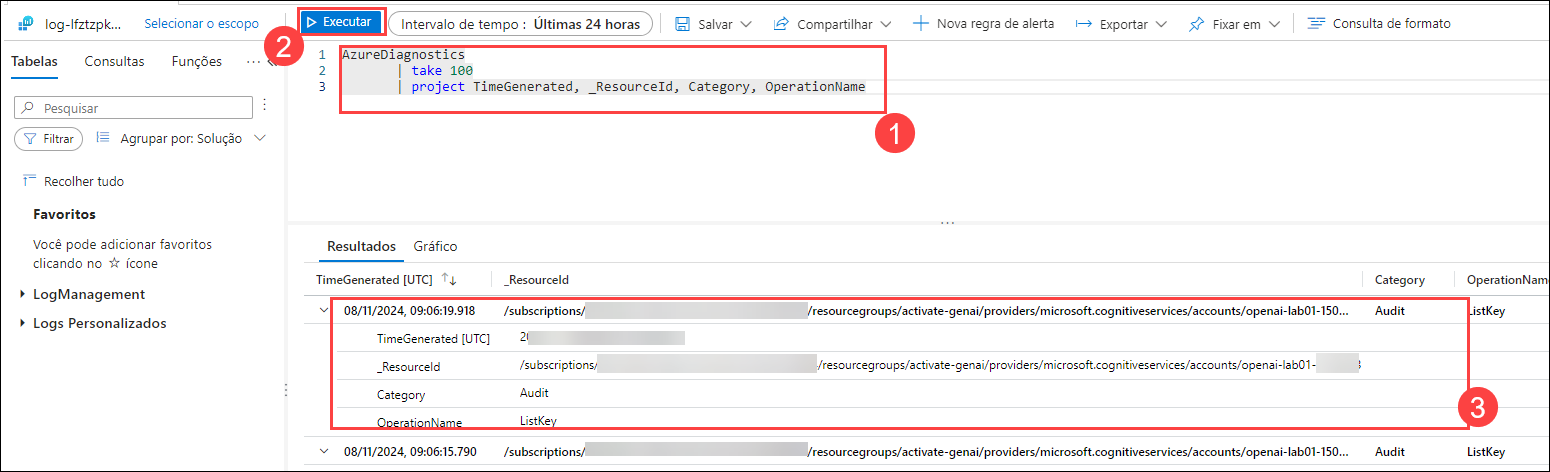 log-lfztzpk... Selecionar o escopo Executar Intervalo de tempo : Últimas 24 horas Salvar Compartilhar Nova regra de alerta Exportar Fixar em Consulta de formato
2
Tabelas Consultas Funções ... «
1 AzureDiagnostics
2 | take 100
3 | project TimeGenerated, _ResourceId, Category, OperationName
1
Pesquisar
Filtrar Agrupar por: Solução
Recolher tudo
Favoritos
Você pode adicionar favoritos
clicando no ☆ ícone
LogManagement
Logs Personalizados
Resultados Gráfico
TimeGenerated [UTC] _ResourceId Category OperationName
08/11/2024, 09:06:19.918 /subscriptions/ /resourcegroups/activate-genai/providers/microsoft.cognitiveservices/accounts/openai-lab01-150... Audit ListKey
TimeGenerated [UTC] 20
_ResourceId /subscriptions/ /resourcegroups/activate-genai/providers/microsoft.cognitiveservices/accounts/openai-lab01-
Category Audit
OperationName ListKey
3
08/11/2024, 09:06:15.790 /subscriptions/ /resourcegroups/activate-genai/providers/microsoft.cognitiveservices/accounts/openai-lab01-150... Audit ListKey